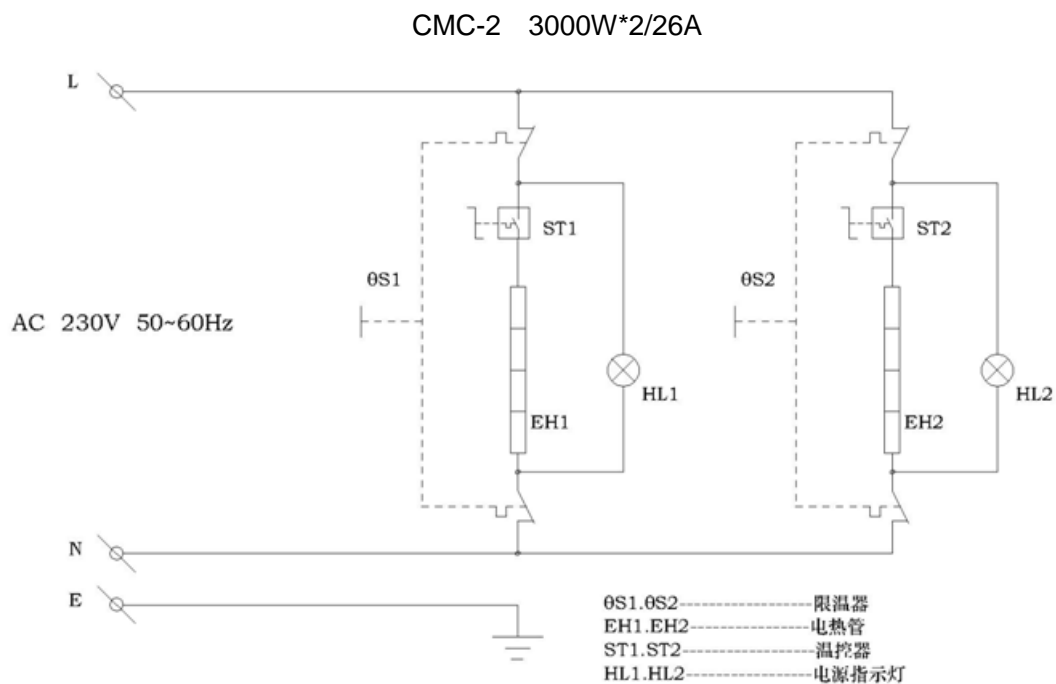 CMC-2 3000W*2/26A
L
ST1
ST2
θS1
θS2
AC 230V 50~60Hz
HL1
HL2
EH1
EH2
N
E
θS1.θS2----------------限温器
EH1.EH2----------------电热管
ST1.ST2----------------温控器
HL1.HL2----------------电源指示灯